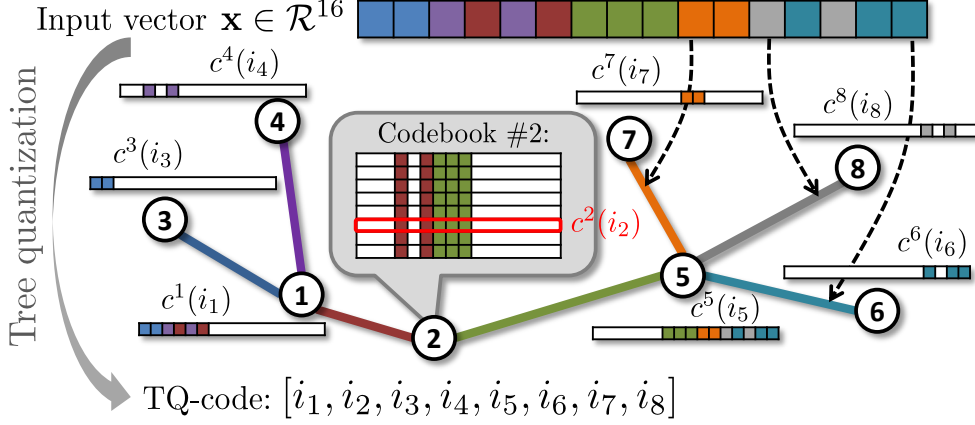 Input vector x ∈ ℛ¹⁶
Tree quantization
c⁴(i₄)
4
c³(i₃)
3
c¹(i₁)
1
Codebook #2:
c²(i₂)
2
c⁷(i₇)
7
c⁸(i₈)
8
c⁶(i₆)
6
5
c⁵(i₅)
TQ-code: [i₁, i₂, i₃, i₄, i₅, i₆, i₇, i₈]